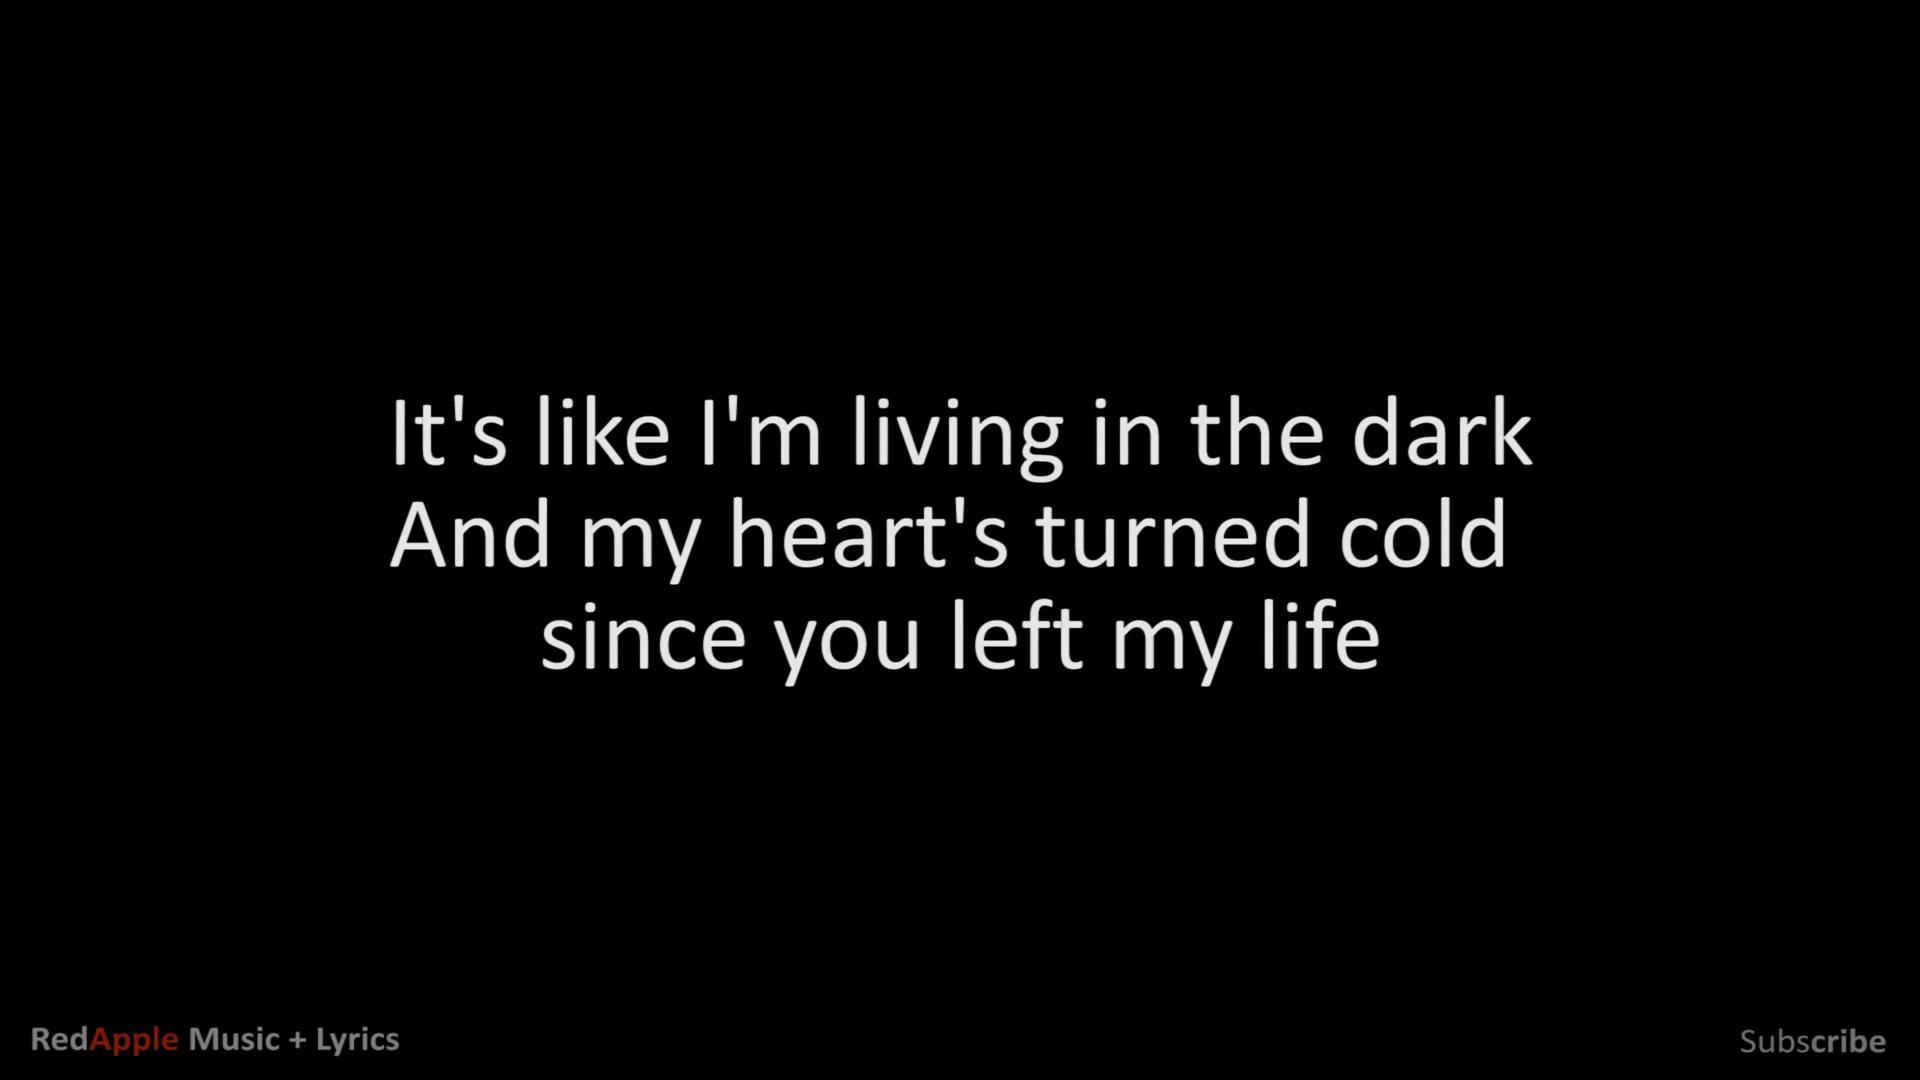 It's like I'm living in the dark
And my heart's turned cold
since you left my life
RedApple Music + Lyrics
Subscribe